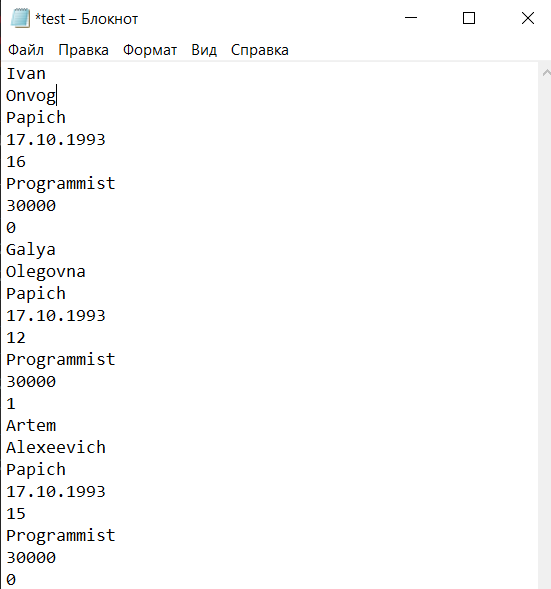 *test – Блокнот
Файл Правка Формат Вид Справка
Ivan
Onvog
Papich
17.10.1993
16
Programmist
30000
0
Galya
Olegovna
Papich
17.10.1993
12
Programmist
30000
1
Artem
Alexeevich
Papich
17.10.1993
15
Programmist
30000
0